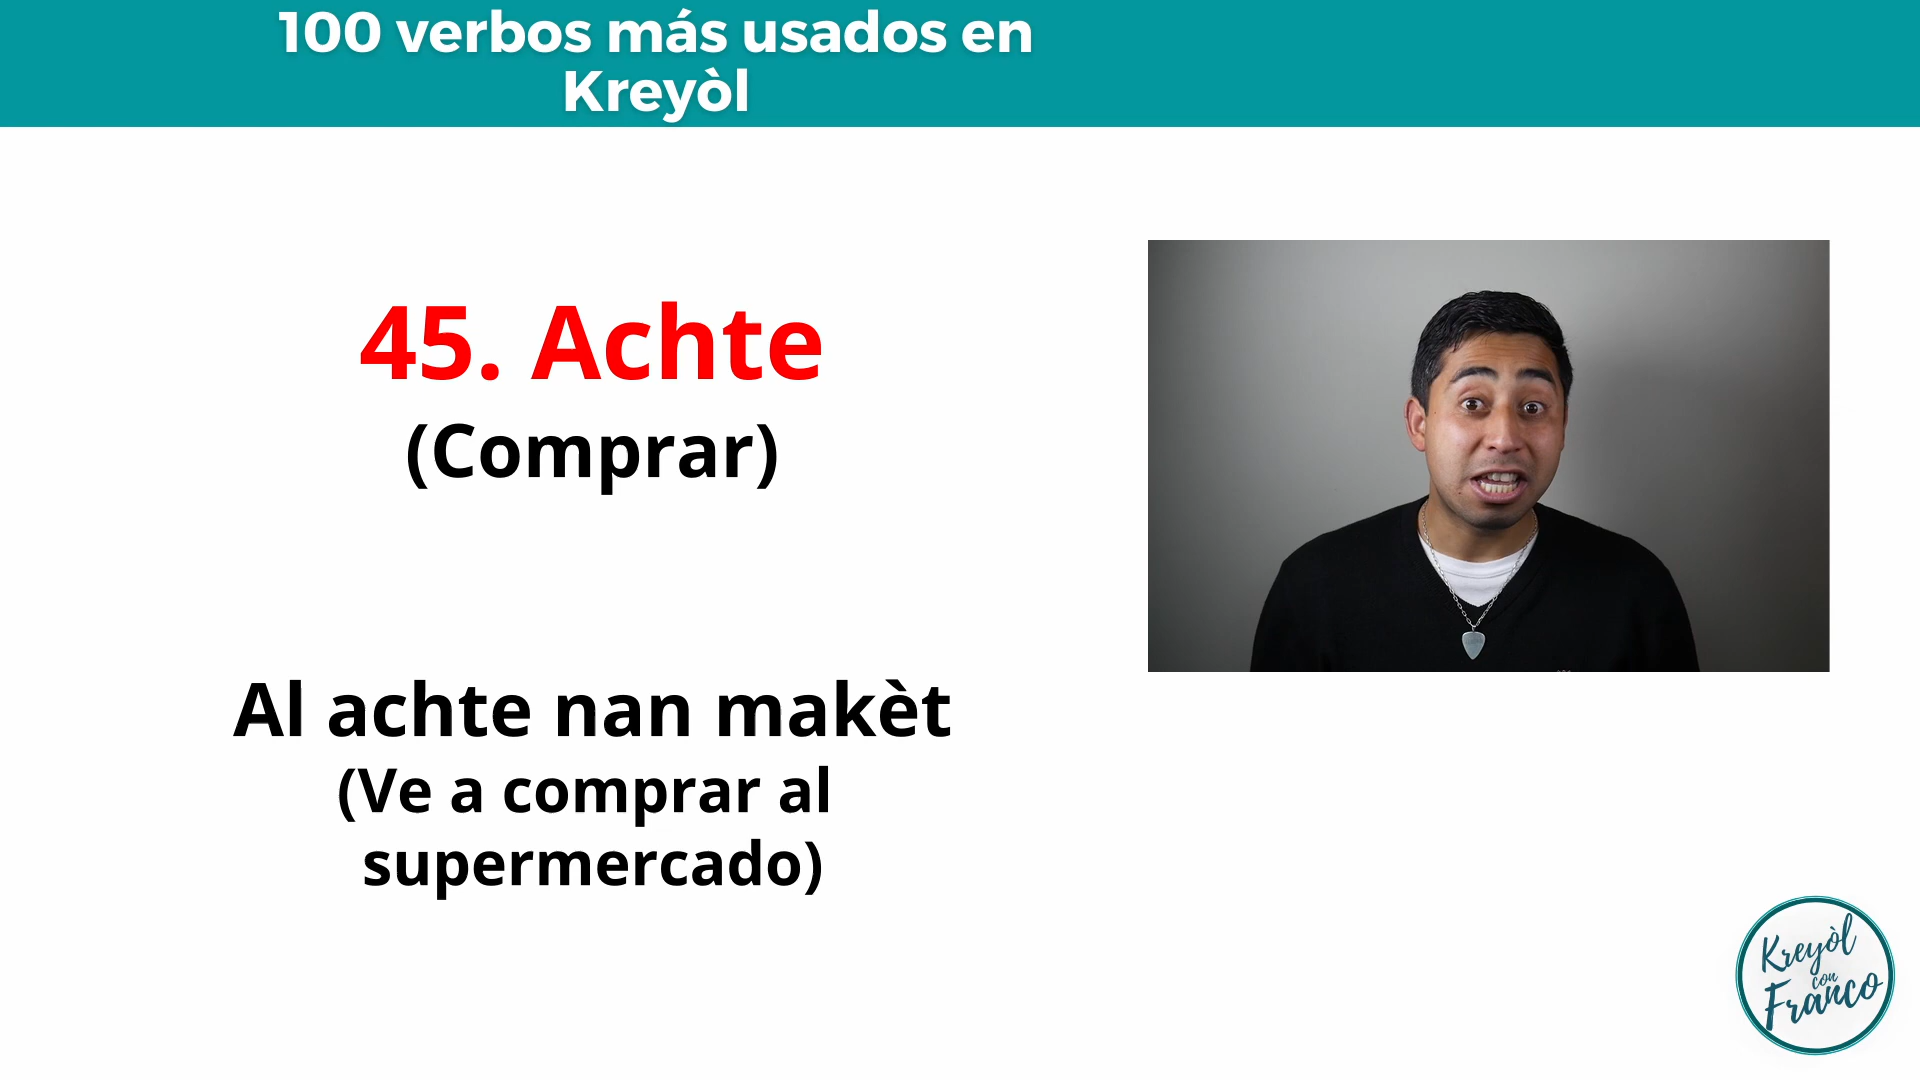 100 verbos más usados en
Kreyòl
45. Achte
(Comprar)
Al achte nan makèt
(Ve a comprar al
supermercado)
Kreyòl
con
Franco